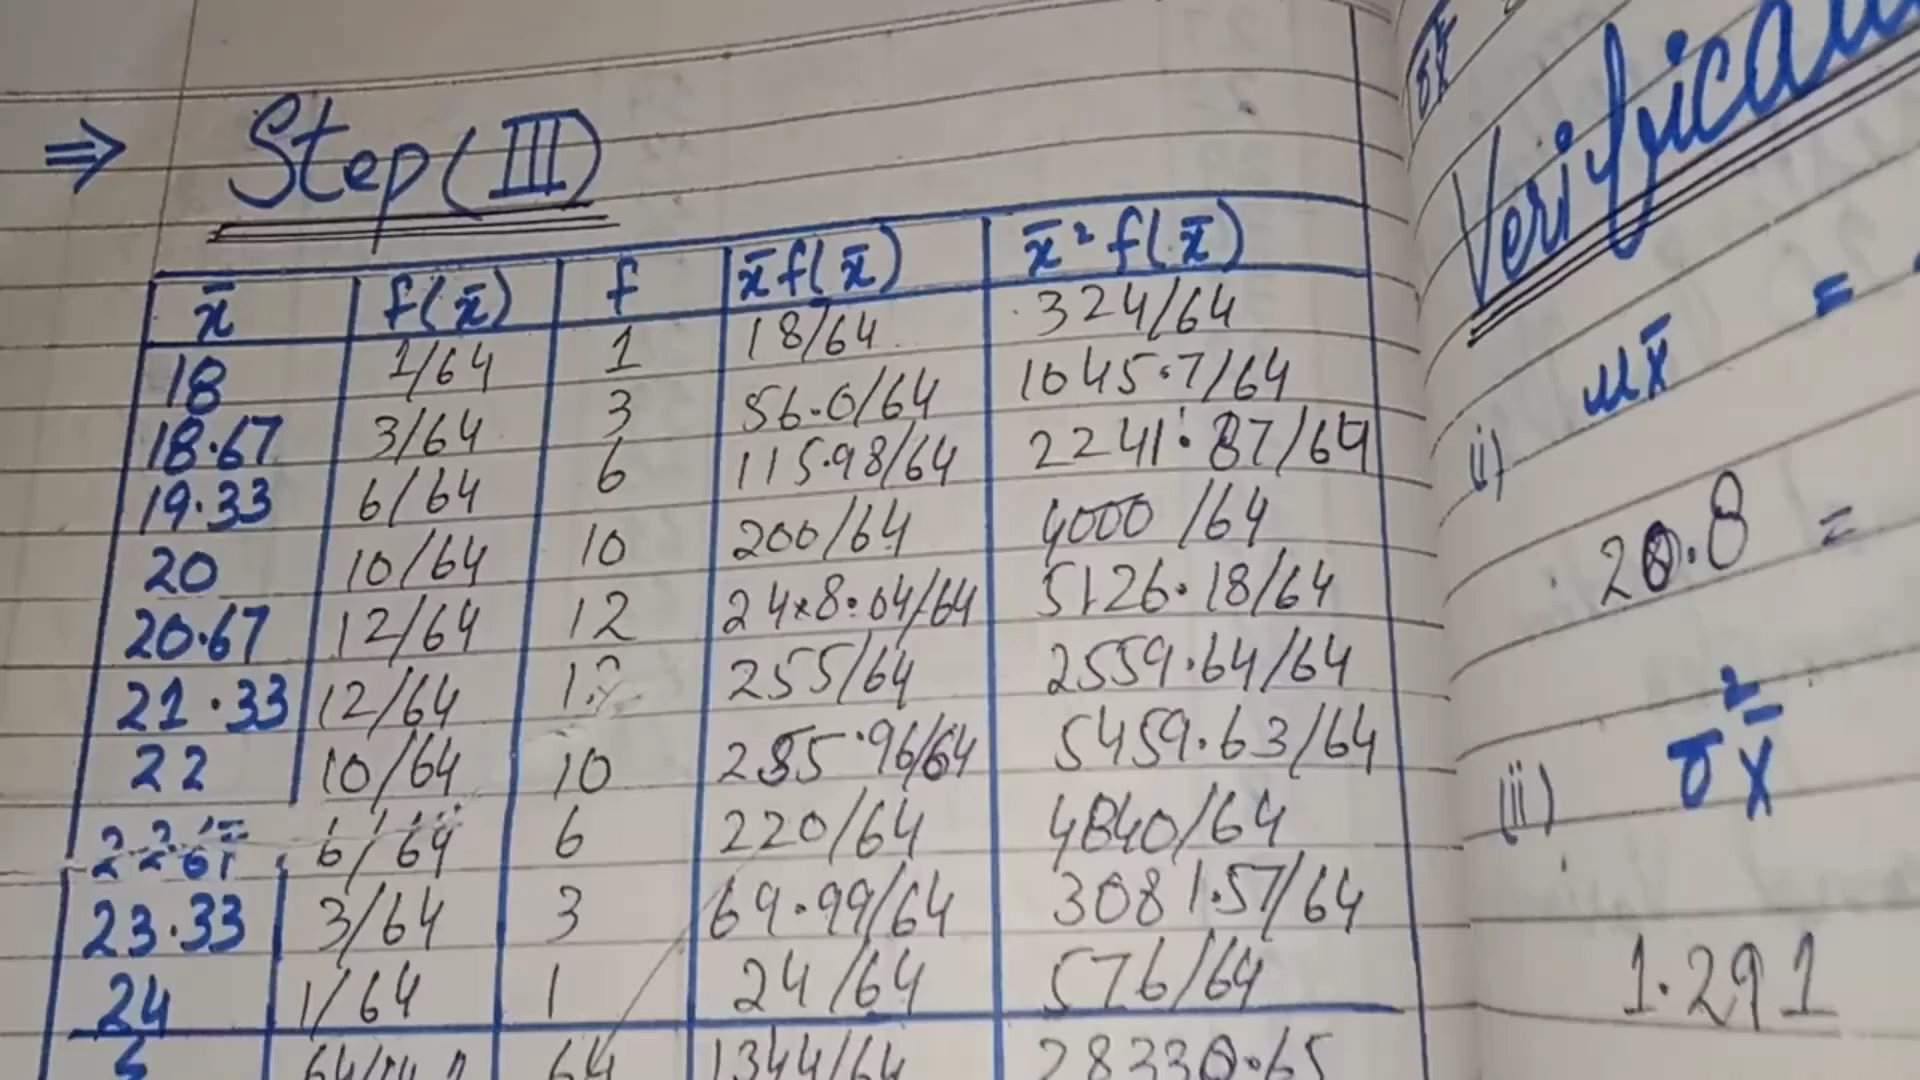 ⇒ Step (III)
x̄ f(x̄) f x̄f(x̄) x̄²f(x̄)
18 1/64 1 18/64 324/64
18.67 3/64 3 56.0/64 1045.7/64
19.33 6/64 6 115.98/64 2241.87/64
20 10/64 10 200/64 4000/64
20.67 12/64 12 248.04/64 5126.18/64
21.33 12/64 12 255/64 2559.64/64
22 10/64 10 285.96/64 5459.63/64
22.67 6/64 6 220/64 4840/64
23.33 3/64 3 69.99/64 3081.57/64
24 1/64 1 24/64 576/64
64 1344/64 28330.65
(i) μx̄ =
20.8 =
(ii) σ²x̄
1.291